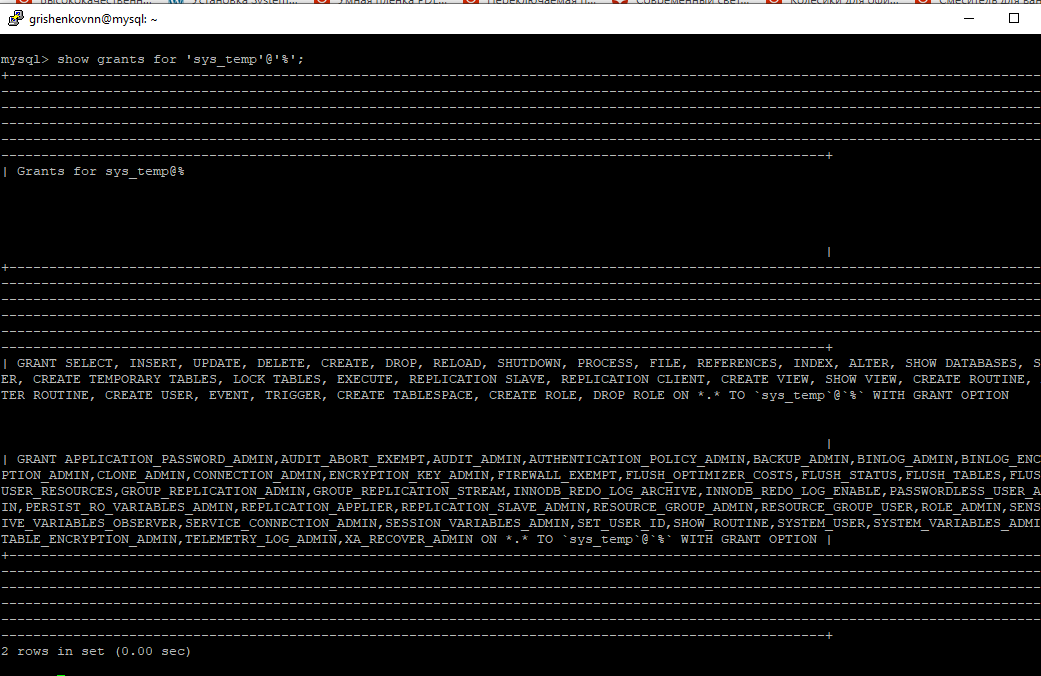 grishenkovnn@mysql: ~
mysql> show grants for 'sys_temp'@'%';
| Grants for sys_temp@%
|
| GRANT SELECT, INSERT, UPDATE, DELETE, CREATE, DROP, RELOAD, SHUTDOWN, PROCESS, FILE, REFERENCES, INDEX, ALTER, SHOW DATABASES, S
ER, CREATE TEMPORARY TABLES, LOCK TABLES, EXECUTE, REPLICATION SLAVE, REPLICATION CLIENT, CREATE VIEW, SHOW VIEW, CREATE ROUTINE,
TER ROUTINE, CREATE USER, EVENT, TRIGGER, CREATE TABLESPACE, CREATE ROLE, DROP ROLE ON *.* TO `sys_temp`@`%` WITH GRANT OPTION
|
| GRANT APPLICATION_PASSWORD_ADMIN,AUDIT_ABORT_EXEMPT,AUDIT_ADMIN,AUTHENTICATION_POLICY_ADMIN,BACKUP_ADMIN,BINLOG_ADMIN,BINLOG_ENC
PTION_ADMIN,CLONE_ADMIN,CONNECTION_ADMIN,ENCRYPTION_KEY_ADMIN,FIREWALL_EXEMPT,FLUSH_OPTIMIZER_COSTS,FLUSH_STATUS,FLUSH_TABLES,FLUS
USER_RESOURCES,GROUP_REPLICATION_ADMIN,GROUP_REPLICATION_STREAM,INNODB_REDO_LOG_ARCHIVE,INNODB_REDO_LOG_ENABLE,PASSWORDLESS_USER_A
IN,PERSIST_RO_VARIABLES_ADMIN,REPLICATION_APPLIER,REPLICATION_SLAVE_ADMIN,RESOURCE_GROUP_ADMIN,RESOURCE_GROUP_USER,ROLE_ADMIN,SENS
IVE_VARIABLES_OBSERVER,SERVICE_CONNECTION_ADMIN,SESSION_VARIABLES_ADMIN,SET_USER_ID,SHOW_ROUTINE,SYSTEM_USER,SYSTEM_VARIABLES_ADMI
TABLE_ENCRYPTION_ADMIN,TELEMETRY_LOG_ADMIN,XA_RECOVER_ADMIN ON *.* TO `sys_temp`@`%` WITH GRANT OPTION |
2 rows in set (0.00 sec)